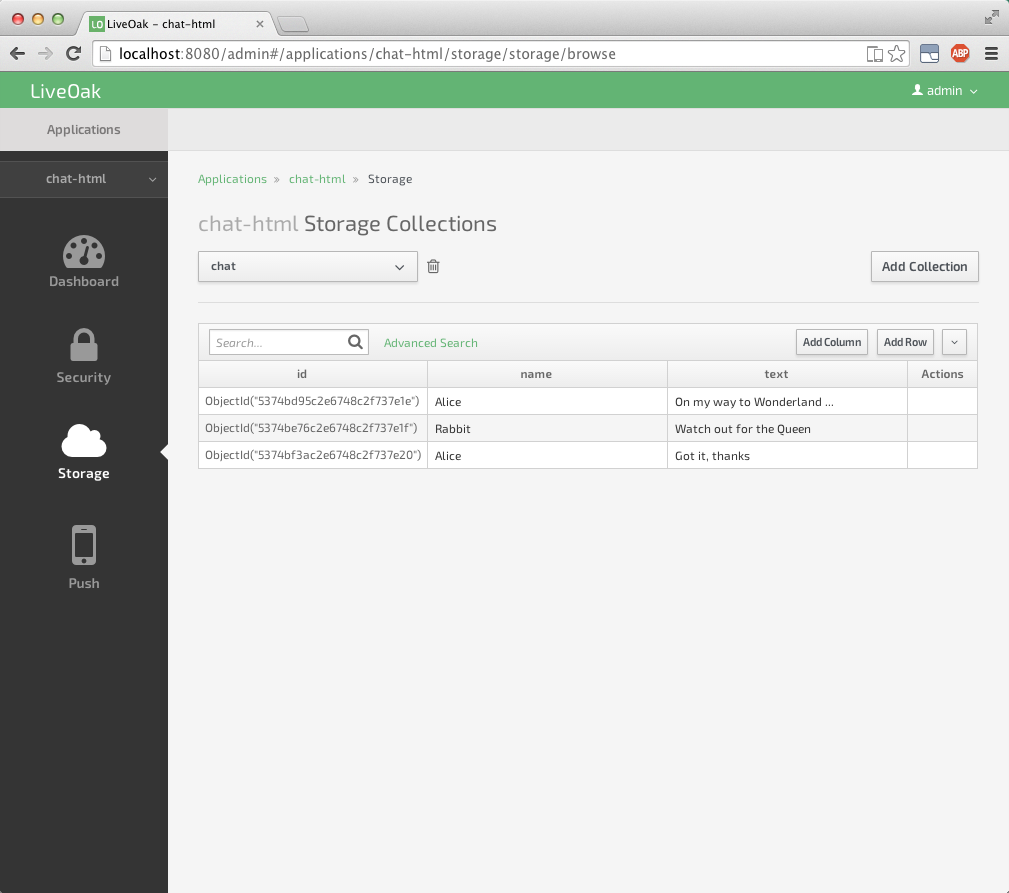 LO LiveOak - chat-html
localhost:8080/admin#/applications/chat-html/storage/storage/browse
ABP
LiveOak
admin
Applications
chat-html
Applications » chat-html » Storage
chat-html Storage Collections
chat
Add Collection
Dashboard
Search...
Advanced Search
Add Column
Add Row
id name text Actions
ObjectId("5374bd95c2e6748c2f737e1e") Alice On my way to Wonderland ...
ObjectId("5374be76c2e6748c2f737e1f") Rabbit Watch out for the Queen
ObjectId("5374bf3ac2e6748c2f737e20") Alice Got it, thanks
Security
Storage
Push